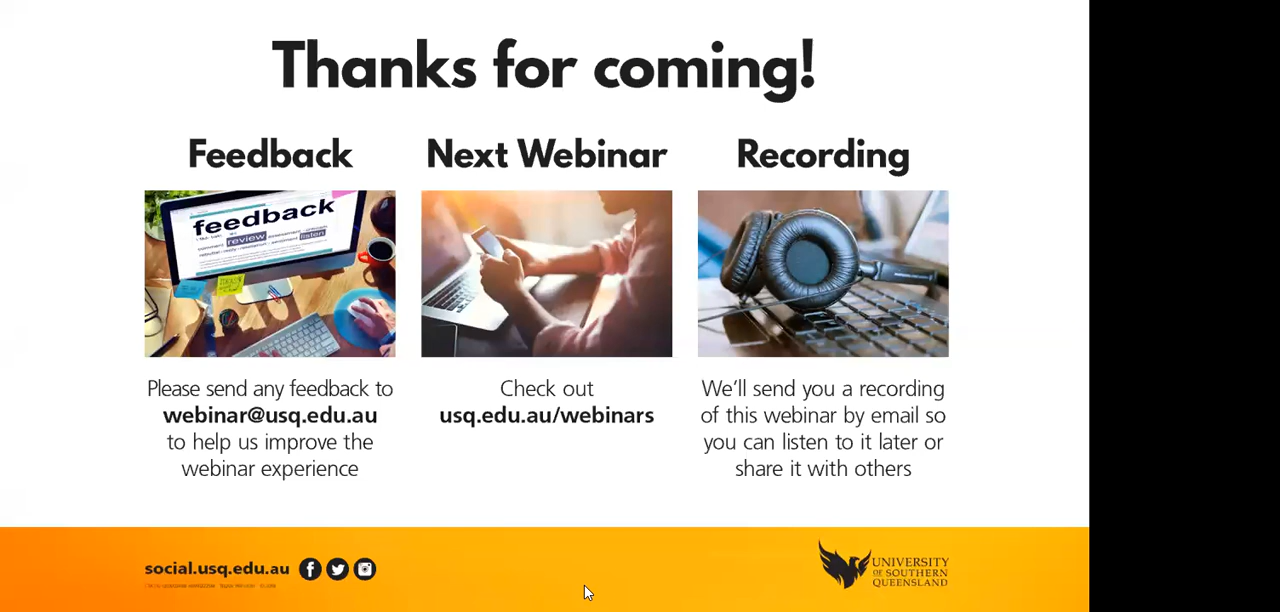 Thanks for coming!
Feedback
Next Webinar
Recording
feedback
review
listen
Please send any feedback to
webinar@usq.edu.au
to help us improve the
webinar experience
Check out
usq.edu.au/webinars
We'll send you a recording
of this webinar by email so
you can listen to it later or
share it with others
social.usq.edu.au
UNIVERSITY
OF SOUTHERN
QUEENSLAND